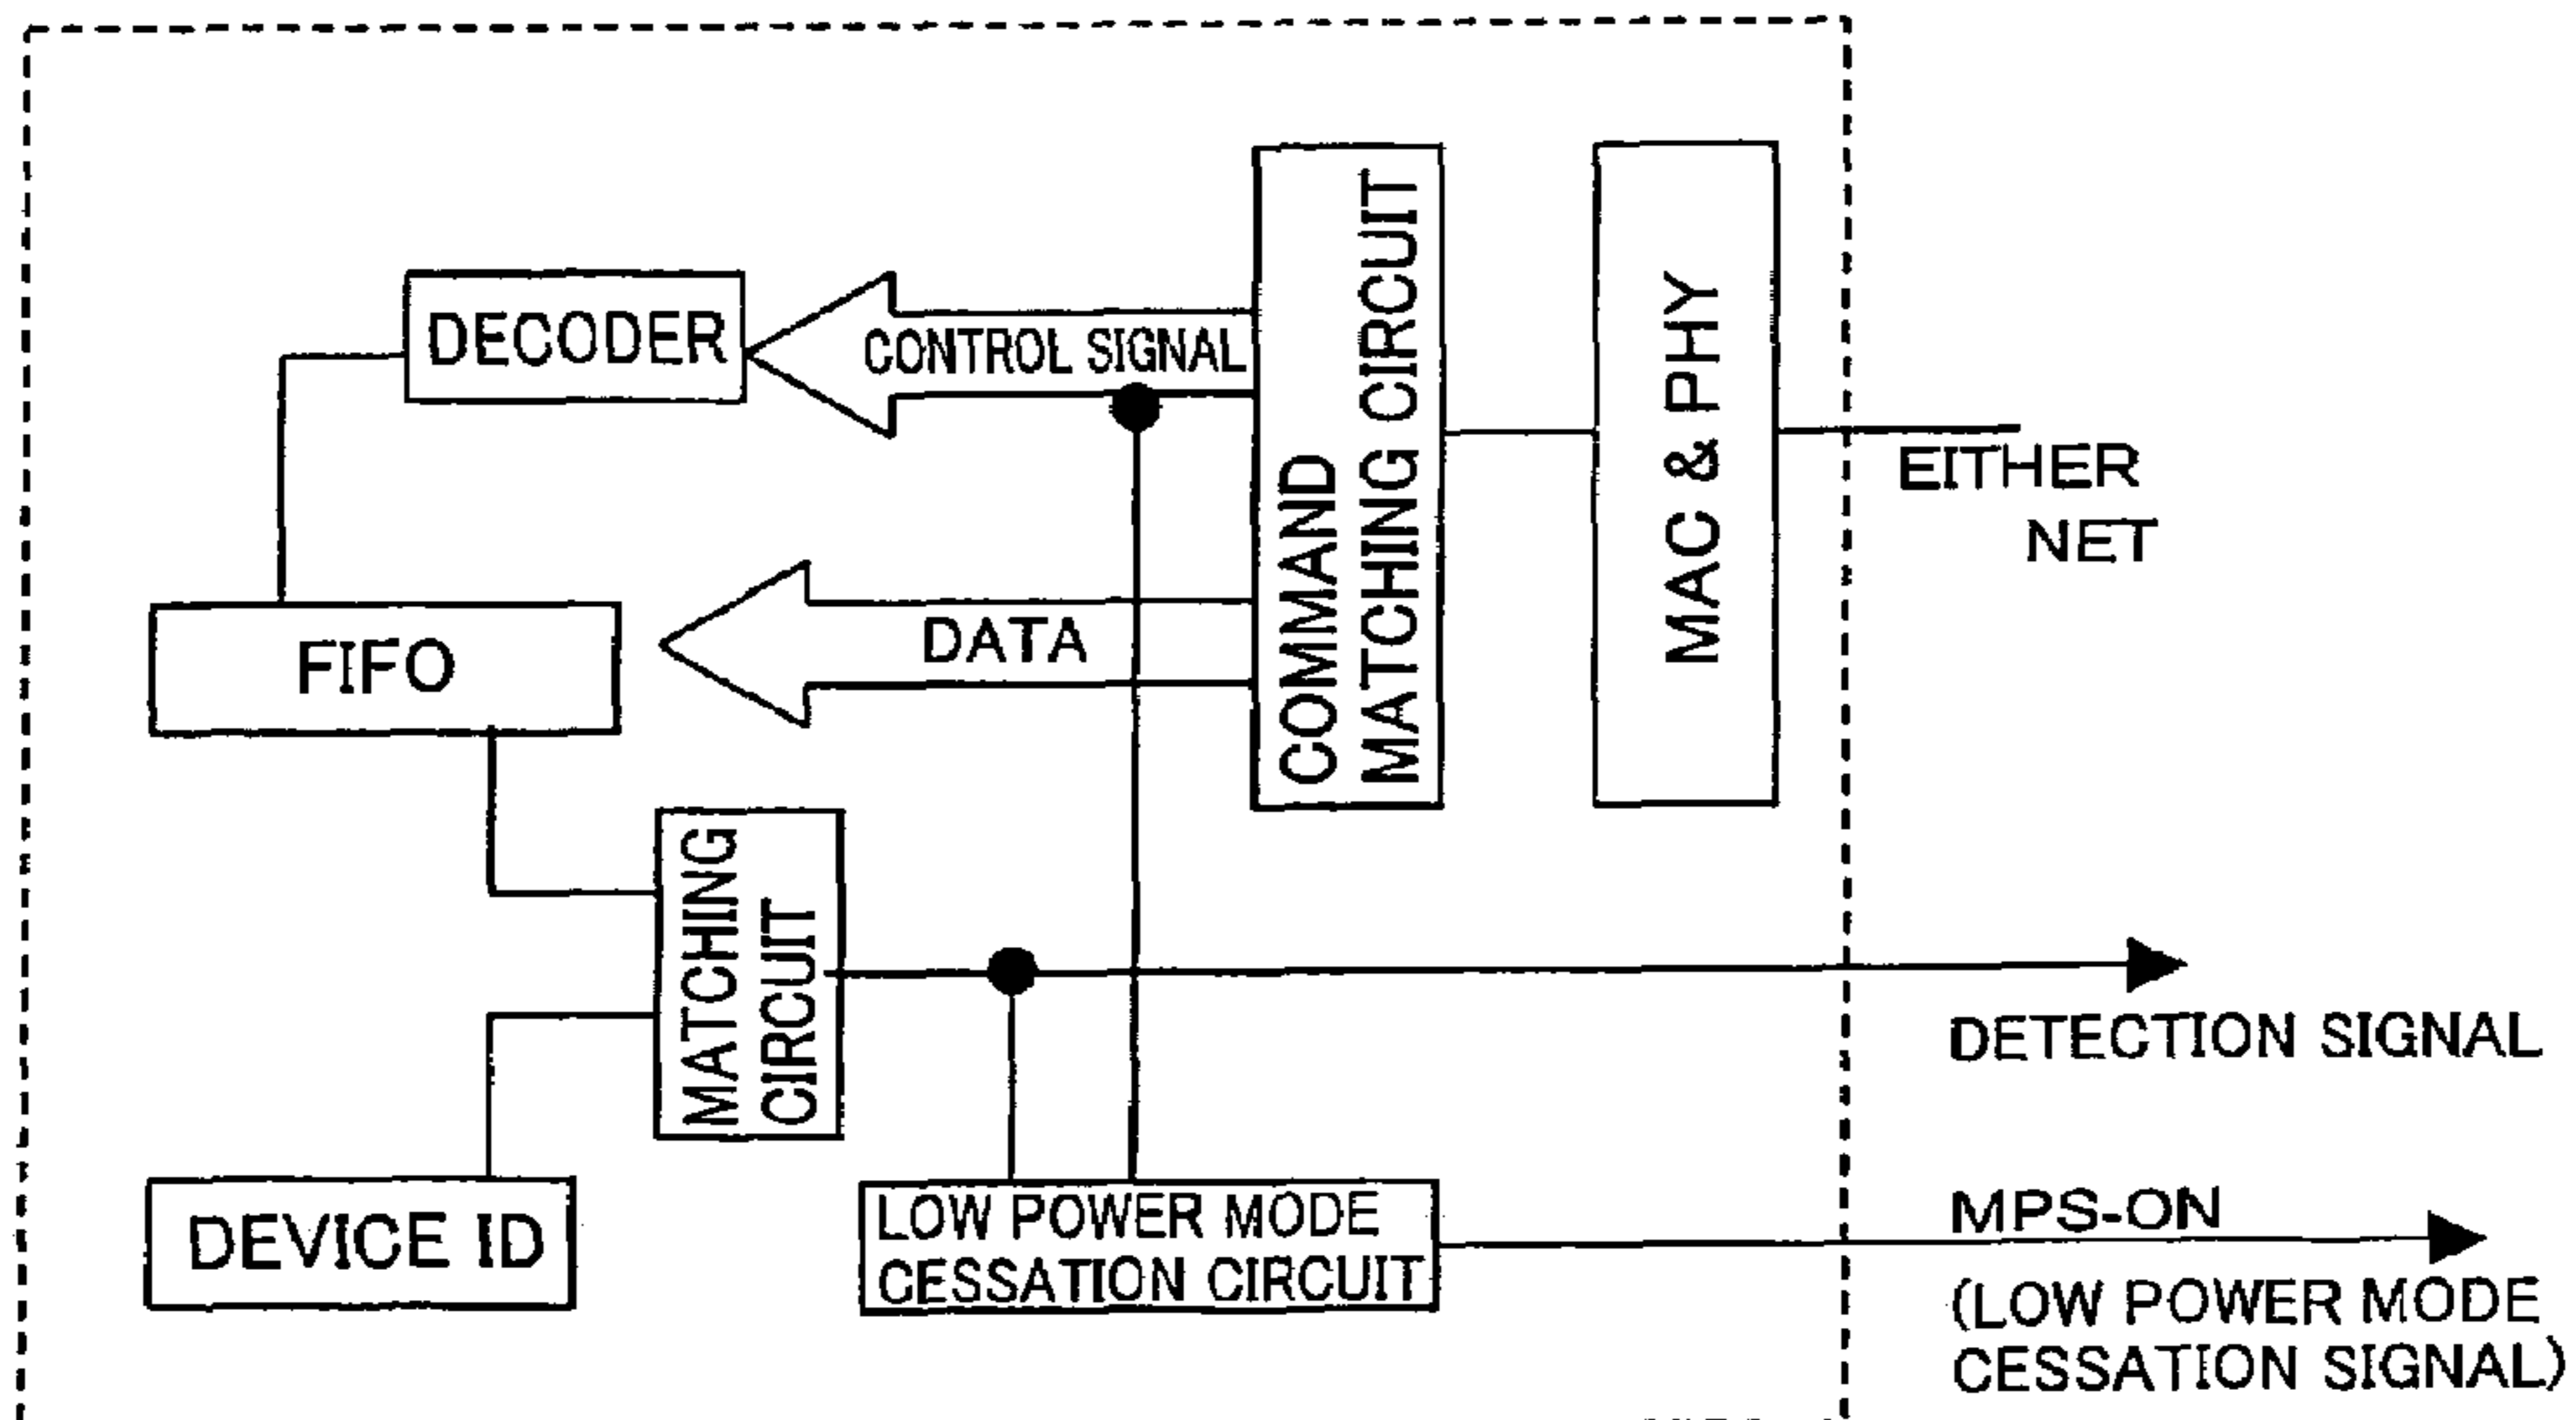 DECODER
CONTROL SIGNAL
COMMAND
MATCHING CIRCUIT
MAC & PHY
EITHER
NET
FIFO
DATA
MATCHING
CIRCUIT
DETECTION SIGNAL
DEVICE ID
LOW POWER MODE
CESSATION CIRCUIT
MPS-ON
(LOW POWER MODE
CESSATION SIGNAL)